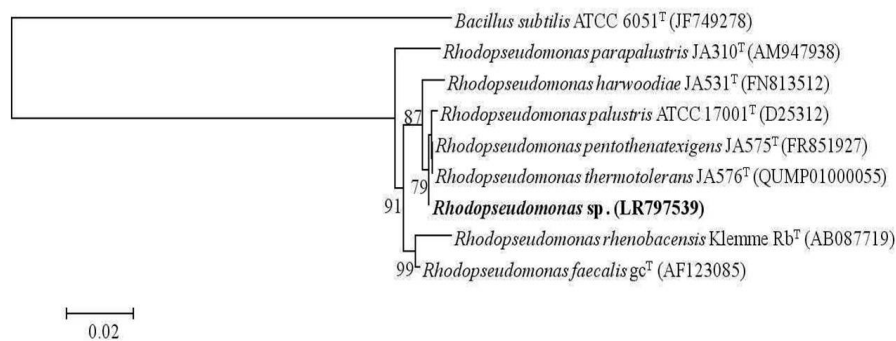 Bacillus subtilis ATCC 6051ᵀ (JF749278)
Rhodopseudomonas parapalustris JA310ᵀ (AM947938)
Rhodopseudomonas harwoodiae JA531ᵀ (FN813512)
87
Rhodopseudomonas palustris ATCC 17001ᵀ (D25312)
Rhodopseudomonas pentothenatexigens JA575ᵀ (FR851927)
Rhodopseudomonas thermotolerans JA576ᵀ (QUMP01000055)
79
91
Rhodopseudomonas sp. (LR797539)
Rhodopseudomonas rhenobacensis Klemme Rbᵀ (AB087719)
99
Rhodopseudomonas faecalis gcᵀ (AF123085)
0.02